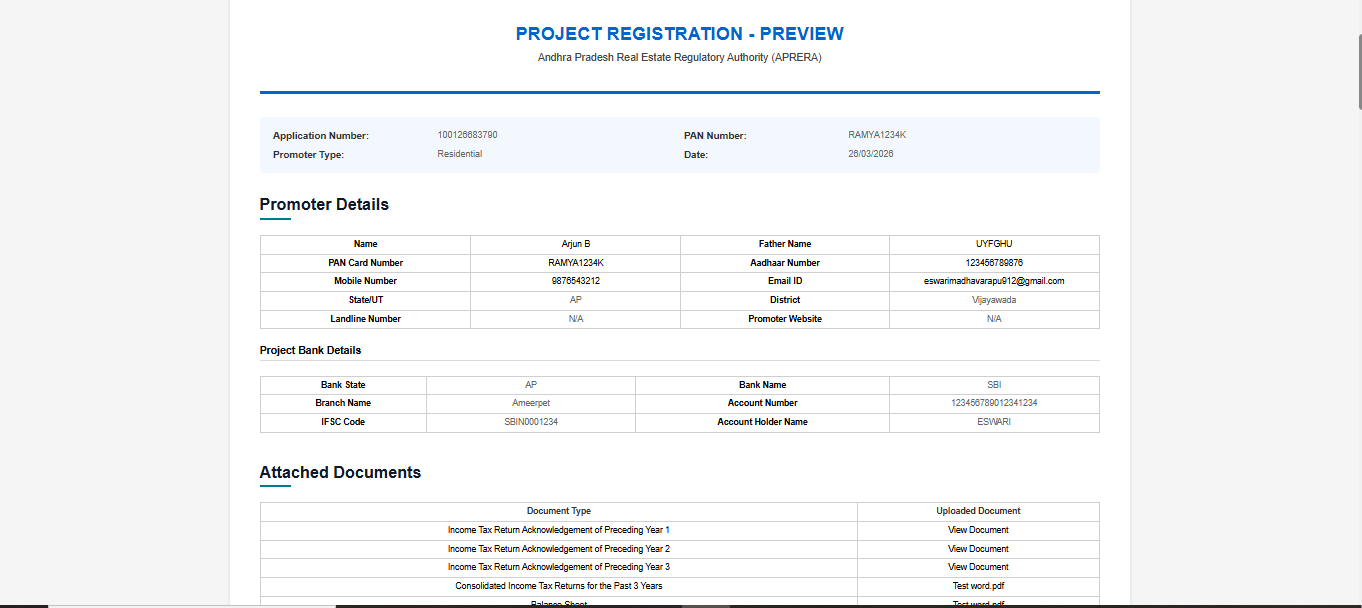 PROJECT REGISTRATION - PREVIEW
Andhra Pradesh Real Estate Regulatory Authority (APRERA)
Application Number: 100126683790 PAN Number: RAMYA1234K
Promoter Type: Residential Date: 26/03/2026
Promoter Details
Name Arjun B Father Name UYFGHU
PAN Card Number RAMYA1234K Aadhaar Number 123456789876
Mobile Number 9876543212 Email ID eswarimadhavarapu912@gmail.com
State/UT AP District Vijayawada
Landline Number N/A Promoter Website N/A
Project Bank Details
Bank State AP Bank Name SBI
Branch Name Ameerpet Account Number 123456789012341234
IFSC Code SBIN0001234 Account Holder Name ESWARI
Attached Documents
Document Type Uploaded Document
Income Tax Return Acknowledgement of Preceding Year 1 View Document
Income Tax Return Acknowledgement of Preceding Year 2 View Document
Income Tax Return Acknowledgement of Preceding Year 3 View Document
Consolidated Income Tax Returns for the Past 3 Years Test word.pdf
Balance Sheet Test word.pdf